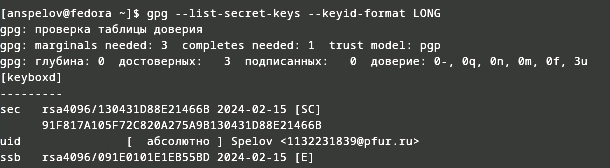 [anspelov@fedora ~]$ gpg --list-secret-keys --keyid-format LONG
gpg: проверка таблицы доверия
gpg: marginals needed: 3  completes needed: 1  trust model: pgp
gpg: глубина: 0  достоверных:   3  подписанных:   0  доверие: 0-, 0q, 0n, 0m, 0f, 3u
[keyboxd]
---------
sec   rsa4096/130431D88E21466B 2024-02-15 [SC]
      91F817A105F72C820A275A9B130431D88E21466B
uid               [  абсолютно ] Spelov <1132231839@pfur.ru>
ssb   rsa4096/091E0101E1EB55BD 2024-02-15 [E]